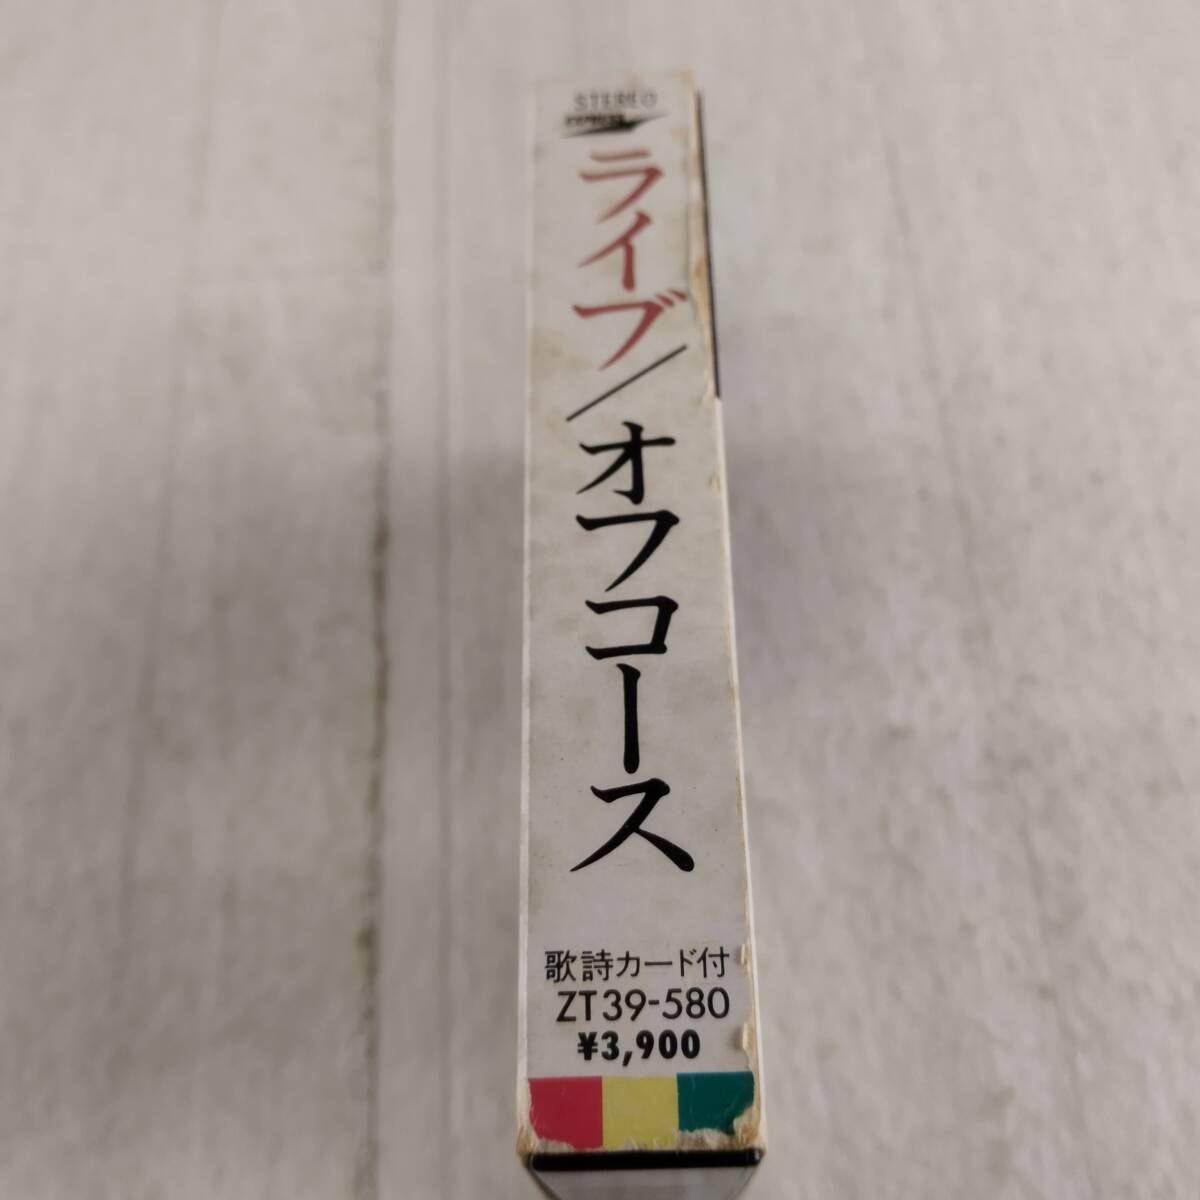 STEREO
EXPRESS
ライブ/オフコース
歌詩カード付
ZT39-580
¥3,900